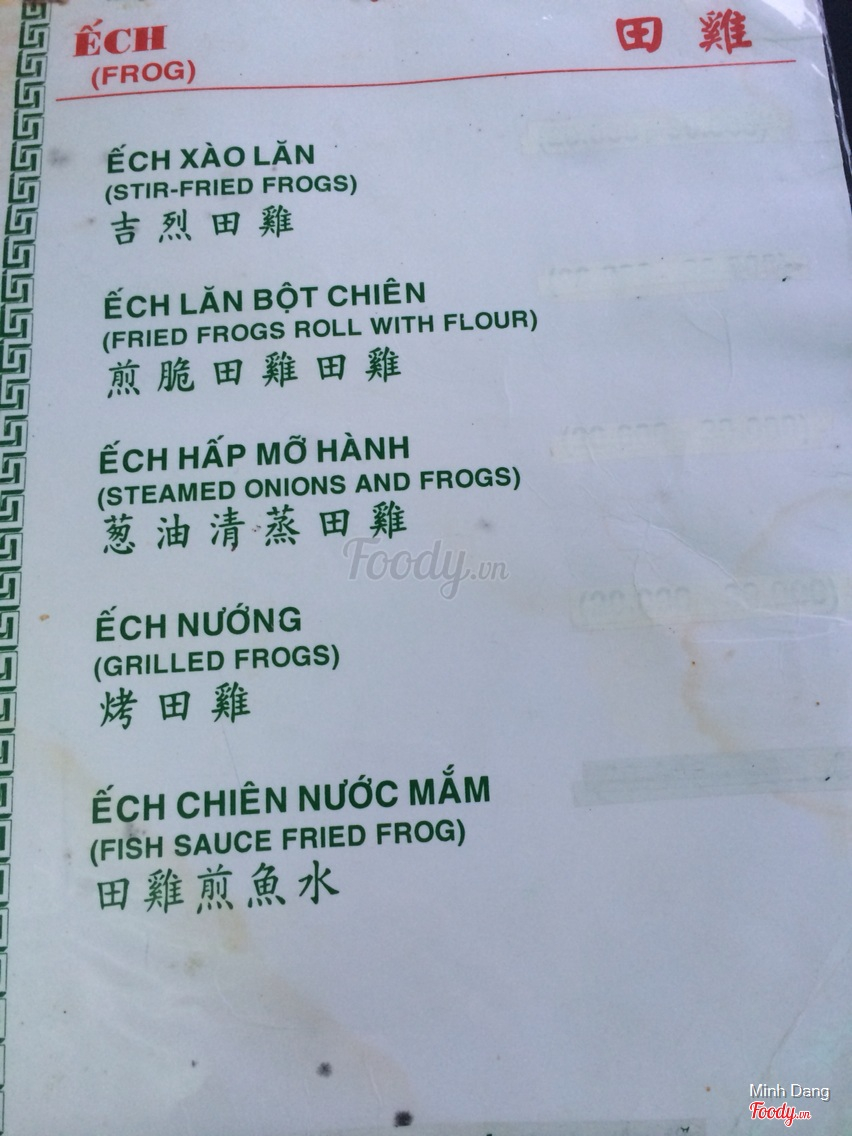 ẾCH 田雞
(FROG)
ẾCH XÀO LĂN
(STIR-FRIED FROGS)
吉烈田雞
ẾCH LĂN BỘT CHIÊN
(FRIED FROGS ROLL WITH FLOUR)
煎脆田雞田雞
ẾCH HẤP MỠ HÀNH
(STEAMED ONIONS AND FROGS)
葱油清蒸田雞
Foody.vn
ẾCH NƯỚNG
(GRILLED FROGS)
烤田雞
ẾCH CHIÊN NƯỚC MẮM
(FISH SAUCE FRIED FROG)
田雞煎魚水
Minh Dang
Foody.vn